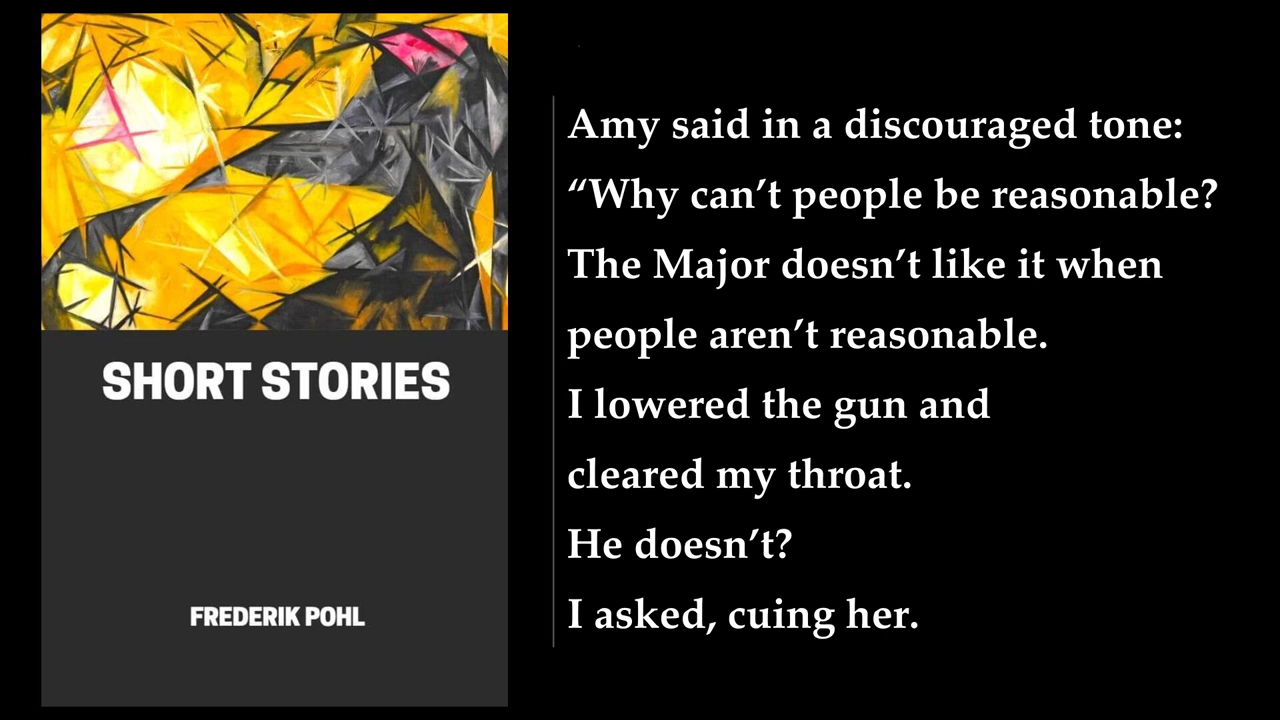 SHORT STORIES
FREDERIK POHL
Amy said in a discouraged tone:
“Why can’t people be reasonable?
The Major doesn’t like it when
people aren’t reasonable.
I lowered the gun and
cleared my throat.
He doesn’t?
I asked, cuing her.